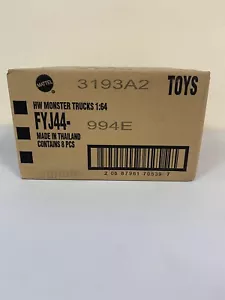 MATTEL
3193A2
TOYS
HW MONSTER TRUCKS 1:64
FYJ44-
994E
MADE IN THAILAND
CONTAINS 8 PCS